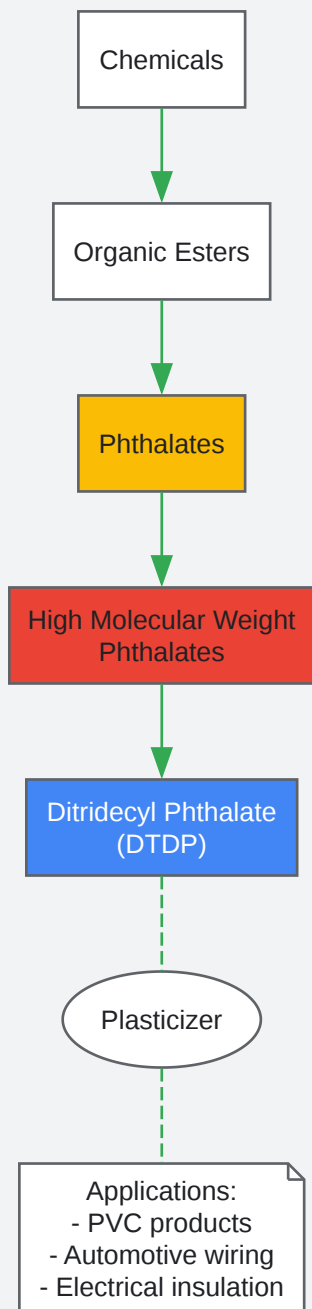 Chemicals
Organic Esters
Phthalates
High Molecular Weight
Phthalates
Ditridecyl Phthalate
(DTDP)
Plasticizer
Applications:
- PVC products
- Automotive wiring
- Electrical insulation